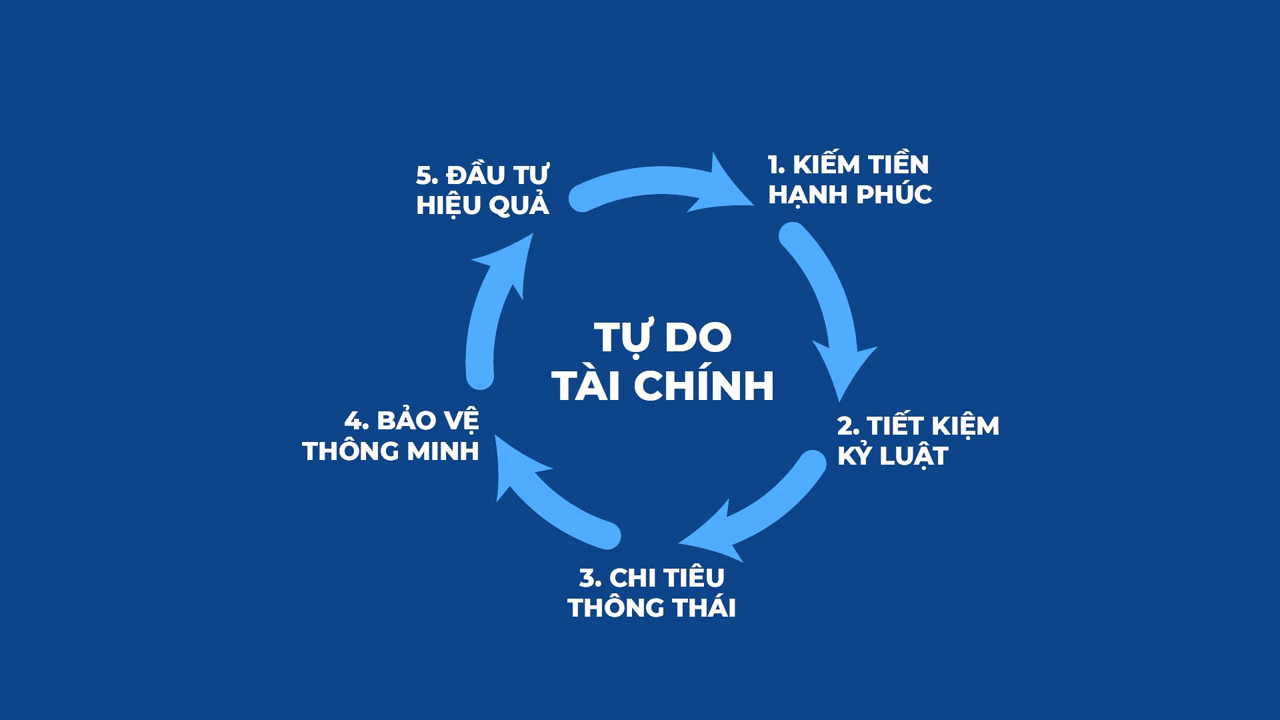 TỰ DO
TÀI CHÍNH
1. KIẾM TIỀN
HẠNH PHÚC
2. TIẾT KIỆM
KỶ LUẬT
3. CHI TIÊU
THÔNG THÁI
4. BẢO VỆ
THÔNG MINH
5. ĐẦU TƯ
HIỆU QUẢ